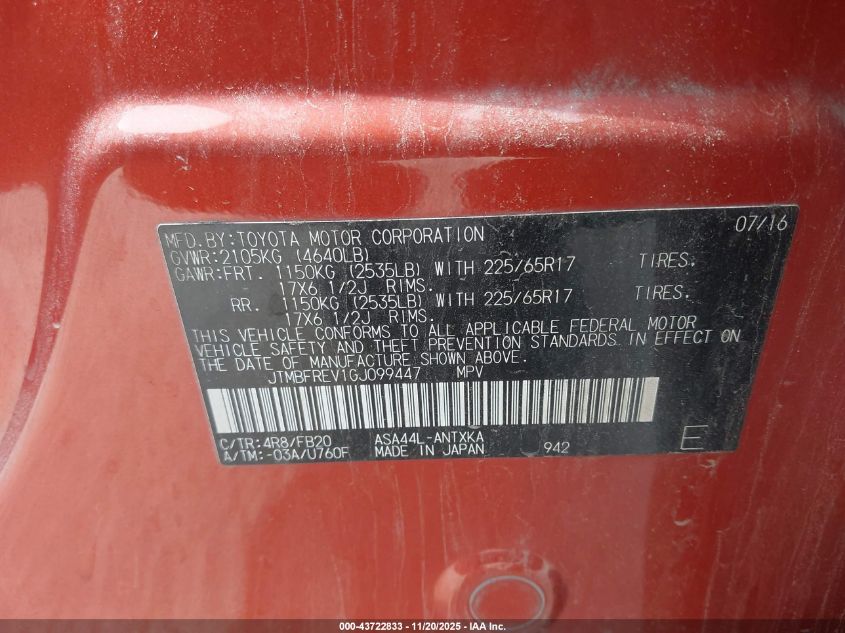 07/16
MFD.BY:TOYOTA MOTOR CORPORATION
GVWR:2105KG (4640LB)
GAWR:FRT. 1150KG (2535LB) WITH 225/65R17 TIRES.
17X6 1/2J RIMS.
RR. 1150KG (2535LB) WITH 225/65R17 TIRES.
17X6 1/2J RIMS.
THIS VEHICLE CONFORMS TO ALL APPLICABLE FEDERAL MOTOR
VEHICLE SAFETY AND THEFT PREVENTION STANDARDS IN EFFECT ON
THE DATE OF MANUFACTURE SHOWN ABOVE.
JTMBFREV1GJ099447 MPV
C/TR:4R8/FB20 ASA44L-ANTXKA
A/TM:-03A/U760F MADE IN JAPAN 942 E
000-43722833 - 11/20/2025 - IAA Inc.